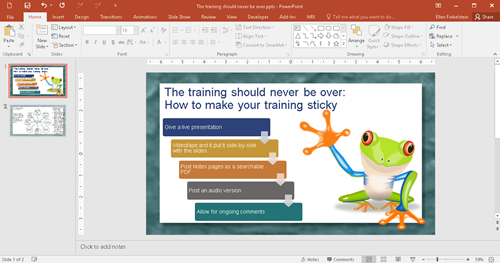 The training should never be over.pptx - PowerPoint
File
Home
Insert
Design
Transitions
Animations
Slide Show
Review
View
Developer
Add-ins
MIX
Tell me what you want to do...
Ellen Finkelstein
Share
Paste
New
Slide
Layout
Reset
Section
Text Direction
Align Text
Convert to SmartArt
Shapes
Arrange
Quick
Styles
Shape Fill
Shape Outline
Shape Effects
Find
Replace
Select
Clipboard
Slides
Font
Paragraph
Drawing
Editing
1
2
The training should never be over:
How to make your training sticky
Give a live presentation
Videotape and it put it side-by-side
with the slides
Post Notes pages as a searchable
PDF
Post an audio version
Allow for ongoing comments
Click to add notes
Slide 1 of 2
Notes
Comments
59%